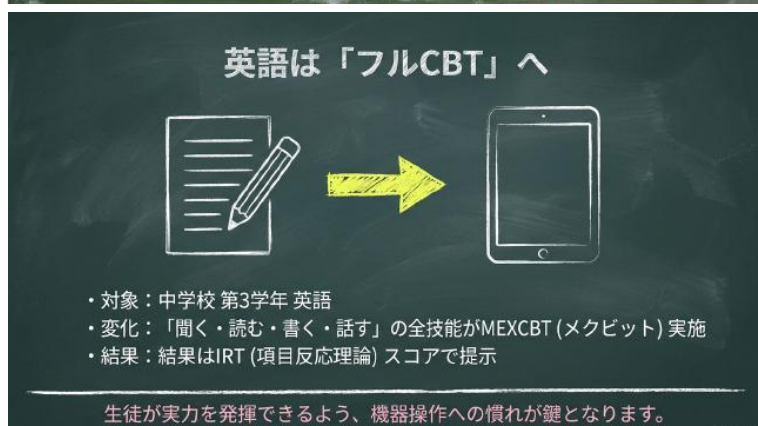 英語は「フルCBT」へ
・対象：中学校 第3学年 英語
・変化：「聞く・読む・書く・話す」の全技能がMEXCBT (メクビット) 実施
・結果：結果はIRT (項目反応理論) スコアで提示
生徒が実力を発揮できるよう、機器操作への慣れが鍵となります。